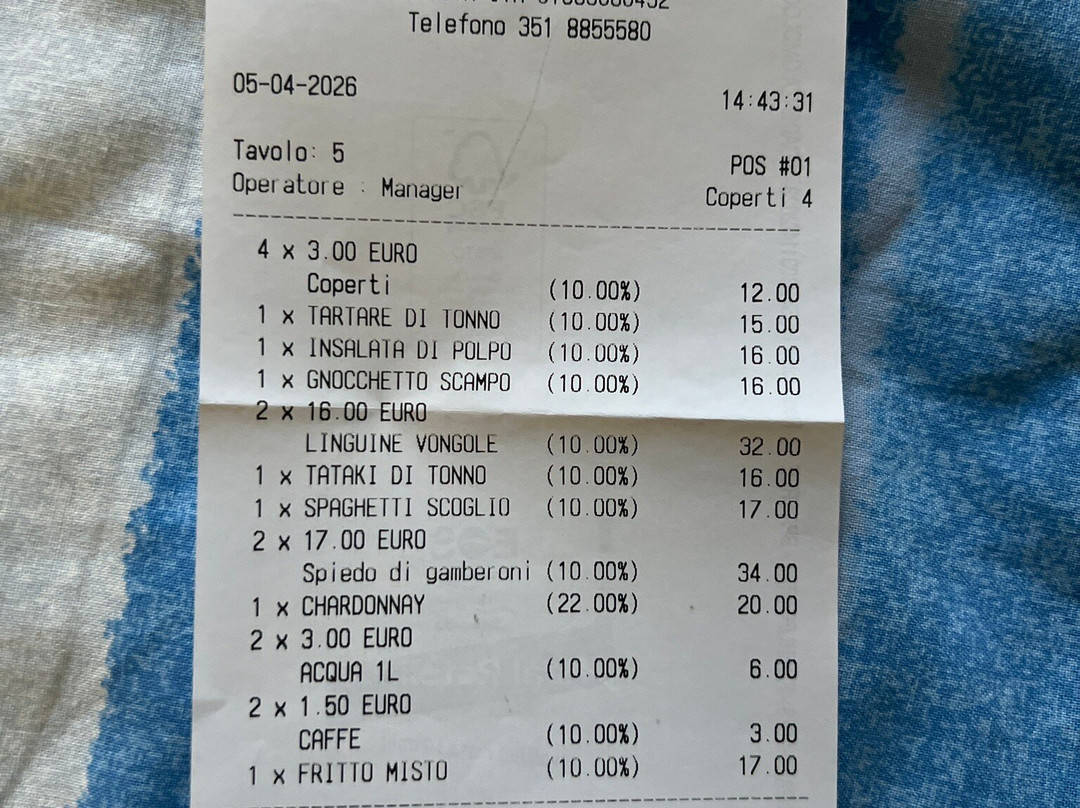 Telefono 351 8855580
05-04-2026 14:43:31
Tavolo: 5 POS #01
Operatore : Manager Coperti 4
4 x 3.00 EURO
Coperti (10.00%) 12.00
1 x TARTARE DI TONNO (10.00%) 15.00
1 x INSALATA DI POLPO (10.00%) 16.00
1 x GNOCCHETTO SCAMPO (10.00%) 16.00
2 x 16.00 EURO
LINGUINE VONGOLE (10.00%) 32.00
1 x TATAKI DI TONNO (10.00%) 16.00
1 x SPAGHETTI SCOGLIO (10.00%) 17.00
2 x 17.00 EURO
Spiedo di gamberoni (10.00%) 34.00
1 x CHARDONNAY (22.00%) 20.00
2 x 3.00 EURO
ACQUA 1L (10.00%) 6.00
2 x 1.50 EURO
CAFFE (10.00%) 3.00
1 x FRITTO MISTO (10.00%) 17.00